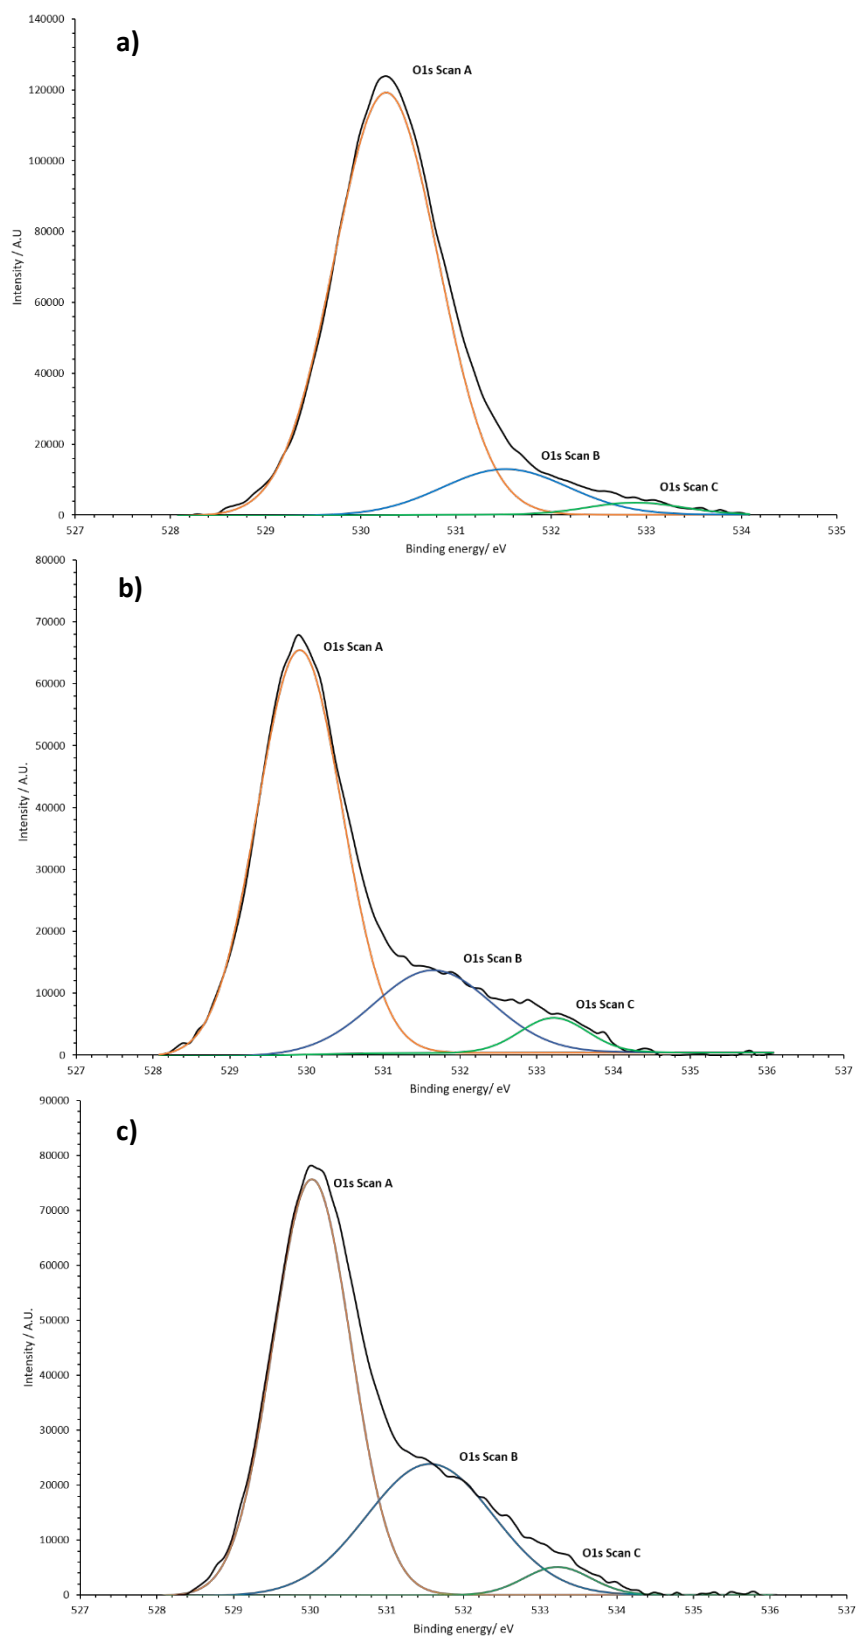 a)
O1s Scan A
O1s Scan B
O1s Scan C
Intensity / A.U
140000
120000
100000
80000
60000
40000
20000
0
527 528 529 530 531 532 533 534 535
Binding energy/ eV
b)
O1s Scan A
O1s Scan B
O1s Scan C
Intensity / A.U.
80000
70000
60000
50000
40000
30000
20000
10000
0
527 528 529 530 531 532 533 534 535 536 537
Binding energy/ eV
c)
O1s Scan A
O1s Scan B
O1s Scan C
Intensity / A.U.
90000
80000
70000
60000
50000
40000
30000
20000
10000
0
527 528 529 530 531 532 533 534 535 536 537
Binding energy/ eV